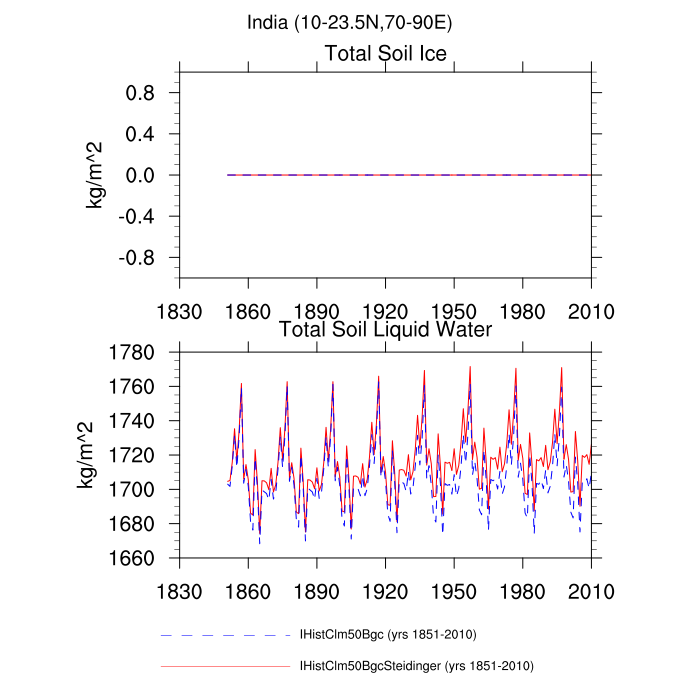 India (10-23.5N,70-90E)
Total Soil Ice
0.8
0.4
0.0
-0.4
-0.8
kg/m^2
1830 1860 1890 1920 1950 1980 2010
Total Soil Liquid Water
1780
1760
1740
1720
1700
1680
1660
kg/m^2
1830 1860 1890 1920 1950 1980 2010
IHistClm50Bgc (yrs 1851-2010)
IHistClm50BgcSteidinger (yrs 1851-2010)